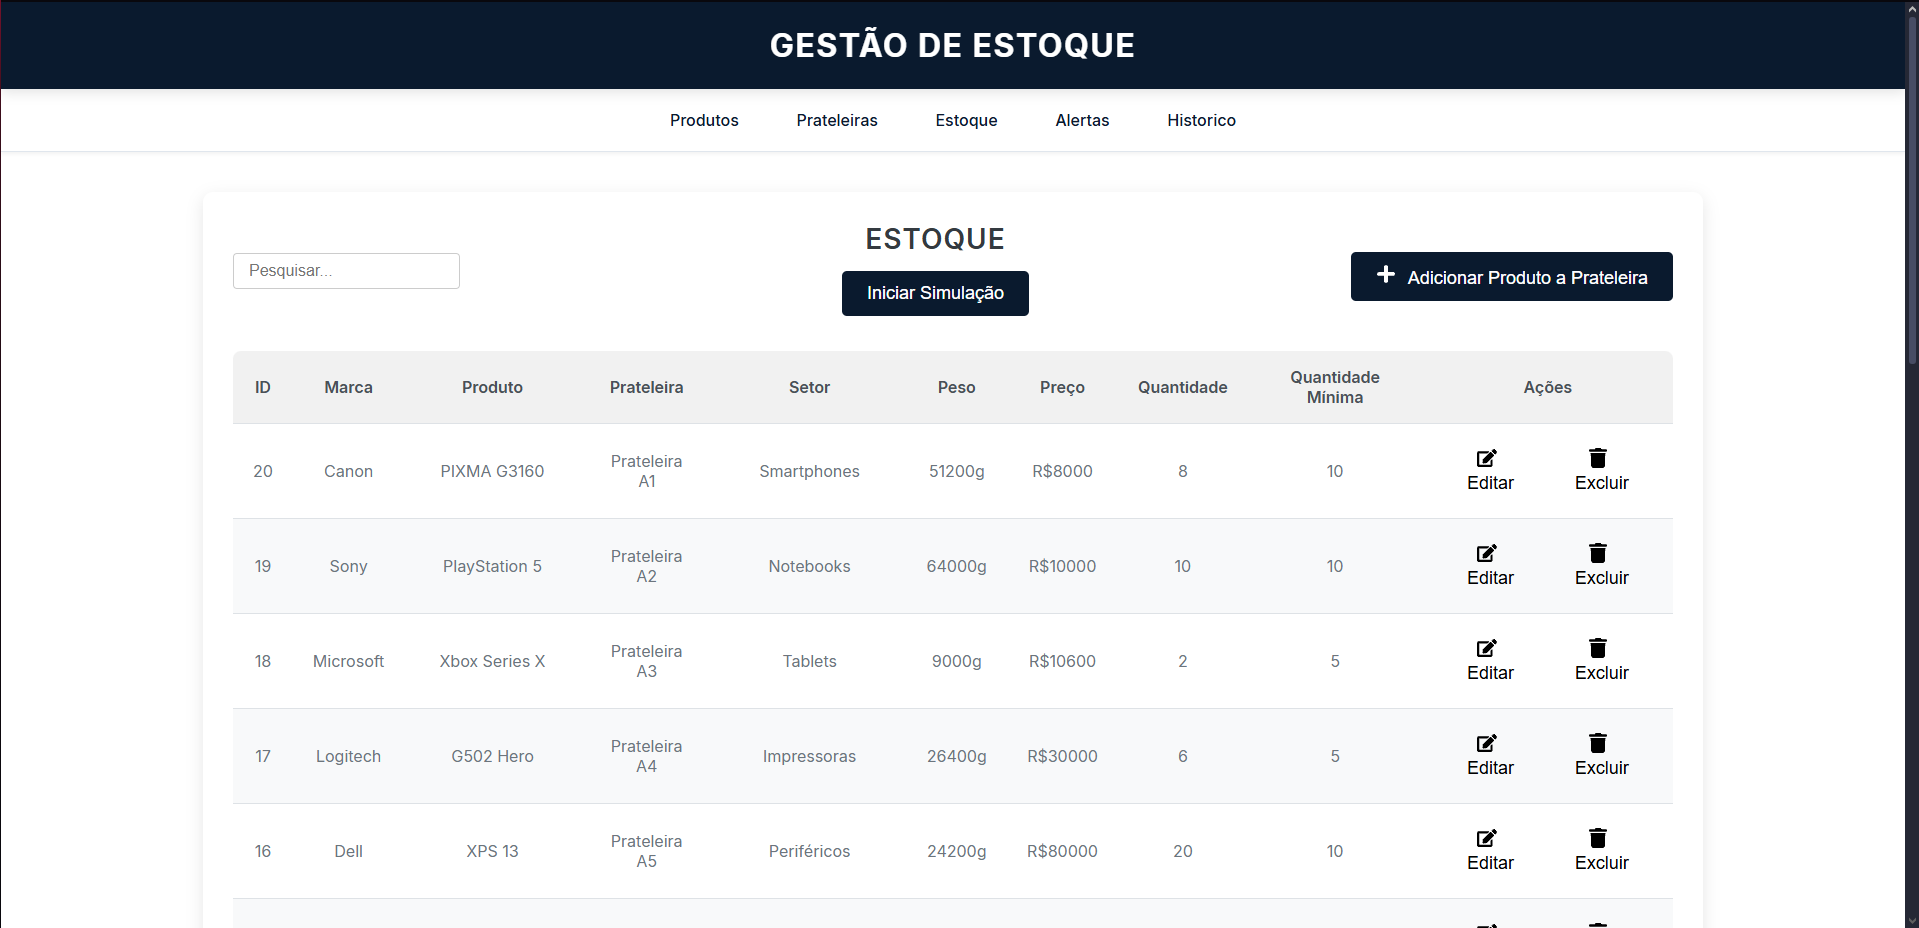 GESTÃO DE ESTOQUE
Produtos Prateleiras Estoque Alertas Historico
ESTOQUE
Pesquisar...
Iniciar Simulação
Adicionar Produto a Prateleira
ID Marca Produto Prateleira Setor Peso Preço Quantidade Quantidade Mínima Ações
20 Canon PIXMA G3160 Prateleira A1 Smartphones 51200g R$8000 8 10 Editar Excluir
19 Sony PlayStation 5 Prateleira A2 Notebooks 64000g R$10000 10 10 Editar Excluir
18 Microsoft Xbox Series X Prateleira A3 Tablets 9000g R$10600 2 5 Editar Excluir
17 Logitech G502 Hero Prateleira A4 Impressoras 26400g R$30000 6 5 Editar Excluir
16 Dell XPS 13 Prateleira A5 Periféricos 24200g R$80000 20 10 Editar Excluir